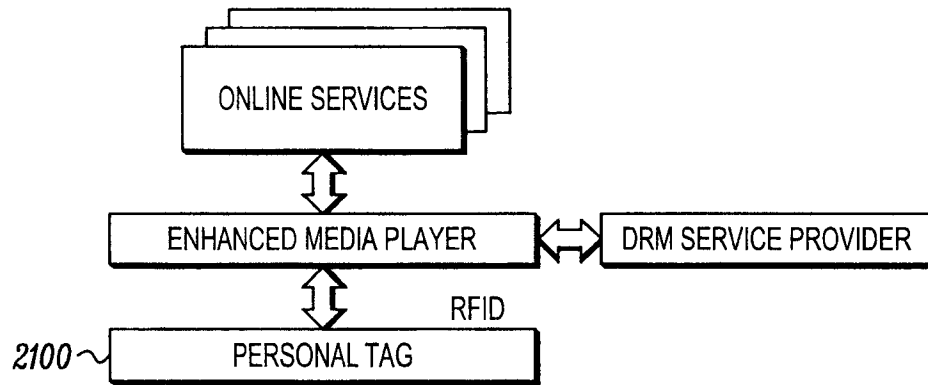 ONLINE SERVICES
ENHANCED MEDIA PLAYER
DRM SERVICE PROVIDER
RFID
2100
PERSONAL TAG